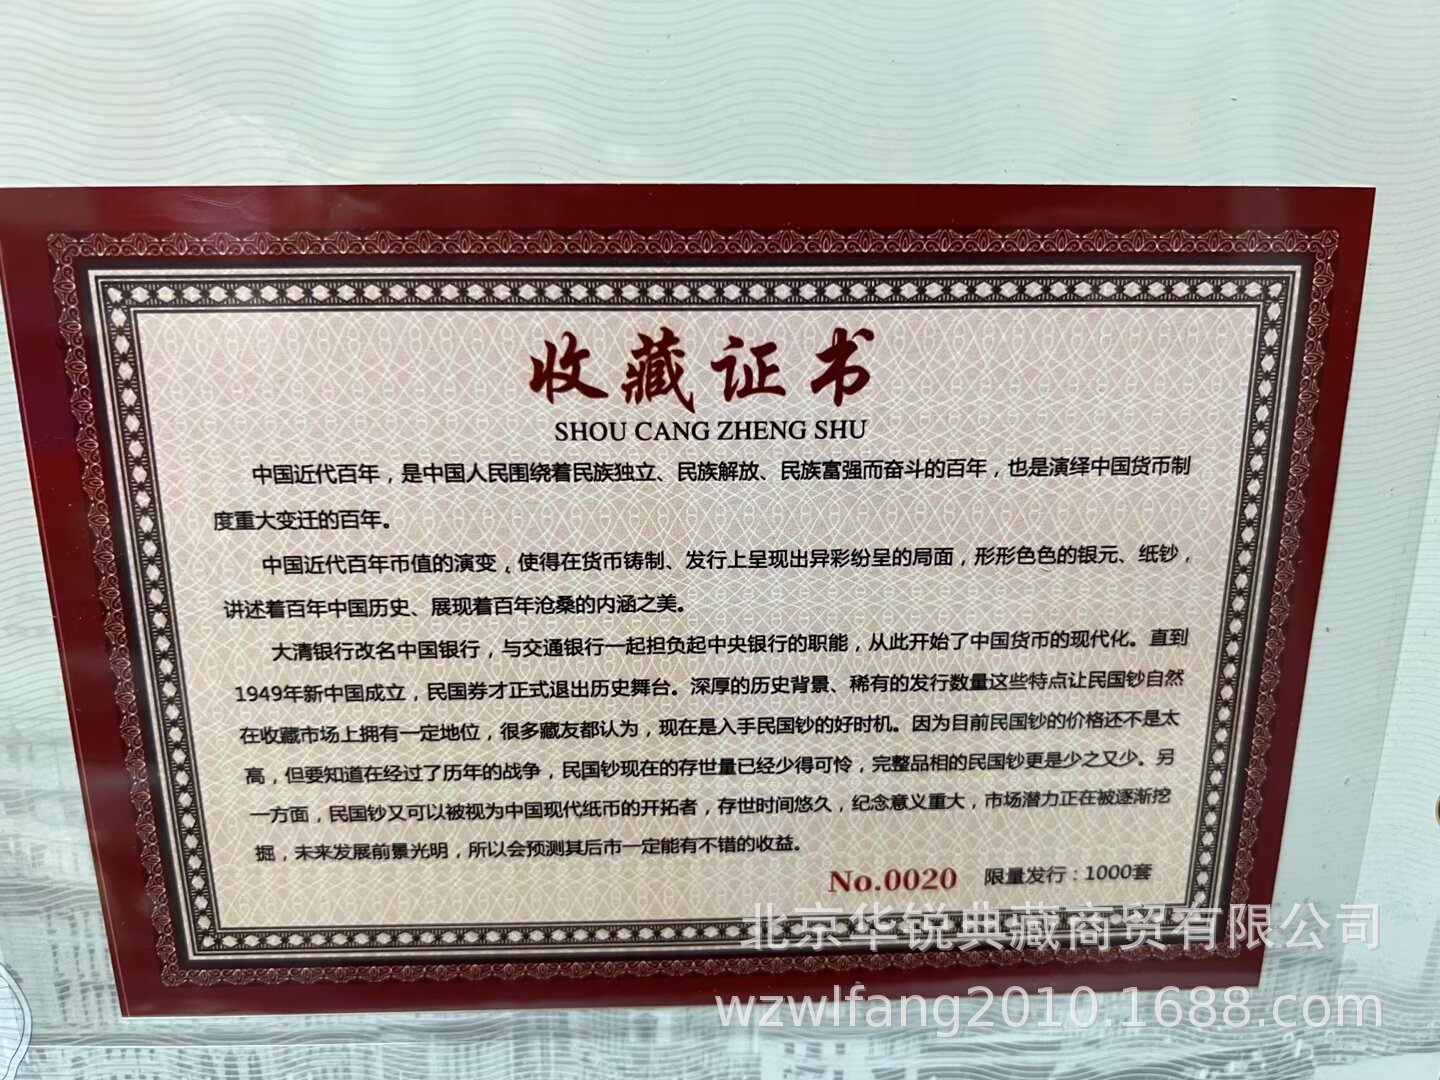 收藏证书
SHOU CANG ZHENG SHU
中国近代百年，是中国人民围绕着民族独立、民族解放、民族富强而奋斗的百年，也是演绎中国货币制
度重大变迁的百年。
中国近代百年币值的演变，使得在货币铸制、发行上呈现出异彩纷呈的局面，形形色色的银元、纸钞，
讲述着百年中国历史、展现着百年沧桑的内涵之美。
大清银行改名中国银行，与交通银行一起担负起中央银行的职能，从此开始了中国货币的现代化。直到
1949年新中国成立，民国券才正式退出历史舞台。深厚的历史背景、稀有的发行数量这些特点让民国钞自然
在收藏市场上拥有一定地位，很多藏友都认为，现在是入手民国钞的好时机。因为目前民国钞的价格还不是太
高，但要知道在经过了历年的战争，民国钞现在的存世量已经少得可怜，完整品相的民国钞更是少之又少。另
一方面，民国钞又可以被视为中国现代纸币的开拓者，存世时间悠久，纪念意义重大，市场潜力正在被逐渐挖
掘，未来发展前景光明，所以会预测其后市一定能有不错的收益。
No.0020 限量发行：1000套
北京华锐典藏商贸有限公司
wzwlfang2010.1688.com